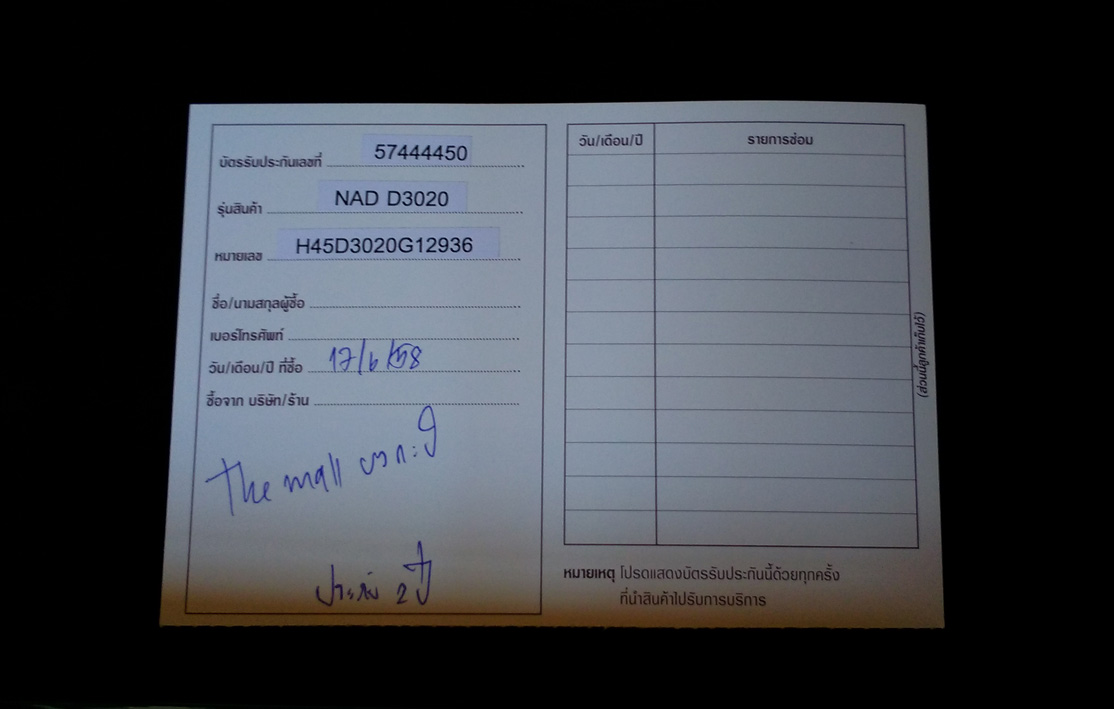 บัตรรับประกันเลขที่ 57444450
รุ่นสินค้า NAD D3020
หมายเลข H45D3020G12936
ชื่อ/นามสกุลผู้ซื้อ
เบอร์โทรศัพท์
วัน/เดือน/ปี ที่ซื้อ 17/6/58
ซื้อจาก บริษัท/ร้าน
The mall บางกะปิ
ประกัน 2 ปี
วัน/เดือน/ปี รายการซ่อม
(ส่วนนี้ลูกค้าเก็บไว้)
หมายเหตุ โปรดแสดงบัตรรับประกันนี้ด้วยทุกครั้ง
ที่นำสินค้าไปรับการบริการ